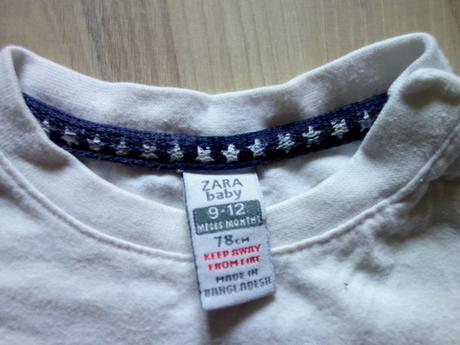 ZARA
baby
9-12
MESES MONTHS
78CM
KEEP AWAY
FROM FIRE
MADE IN
BANGLADESH